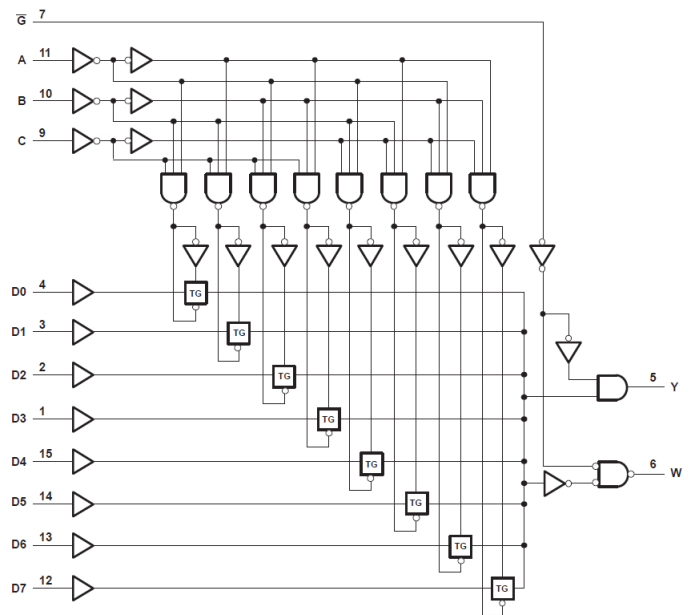 G 7
A 11
B 10
C 9
D0 4
TG
D1 3
TG
D2 2
TG
5 Y
D3 1
TG
D4 15
TG
6 W
D5 14
TG
D6 13
TG
D7 12
TG